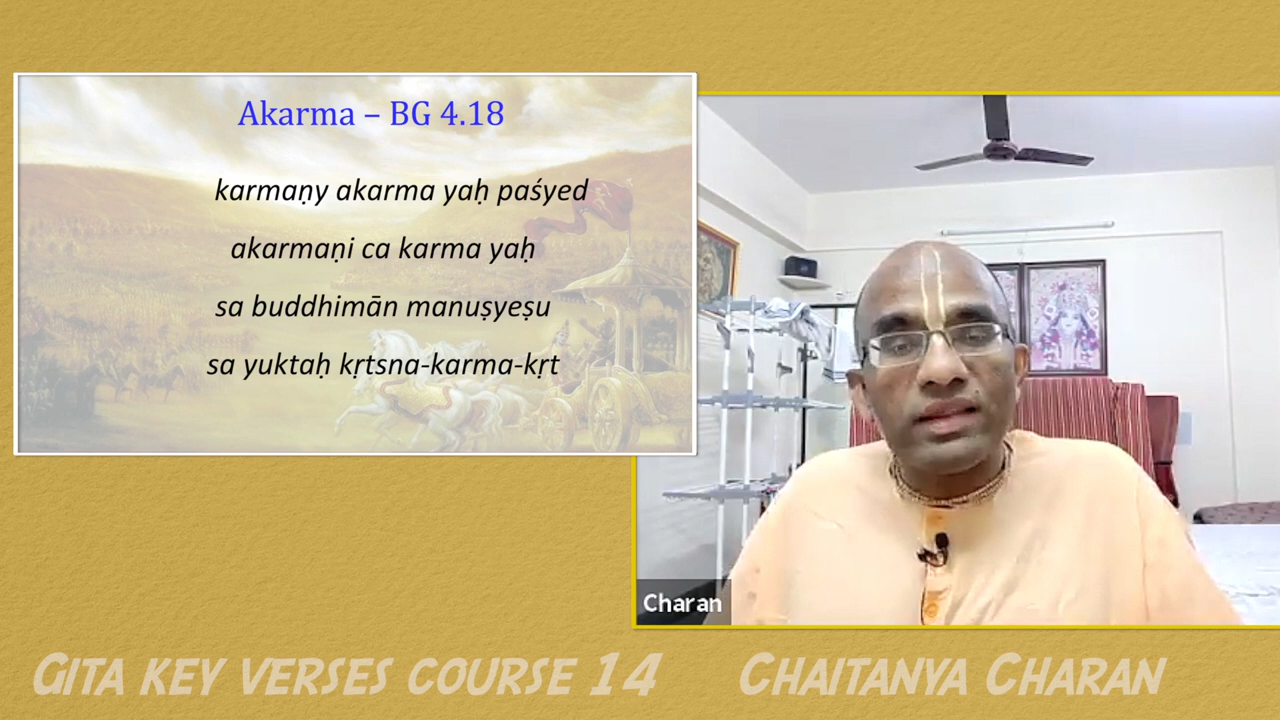 Akarma – BG 4.18
karmaṇy akarma yaḥ paśyed
akarmaṇi ca karma yaḥ
sa buddhimān manuṣyeṣu
sa yuktaḥ kṛtsna-karma-kṛt
Charan
GITA KEY VERSES COURSE 14
CHAITANYA CHARAN